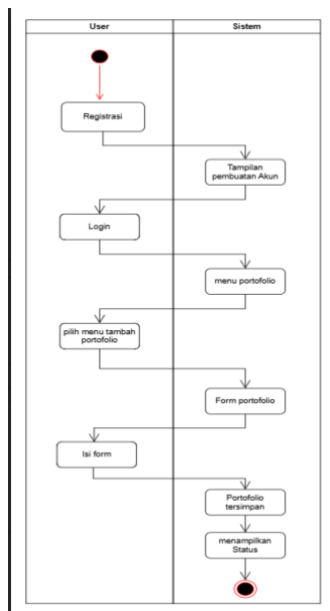 User
Sistem
Registrasi
Tampilan
pembuatan Akun
Login
menu portofolio
pilih menu tambah
portofolio
Form portofolio
Isi form
Portofolio
tersimpan
menampilkan
Status